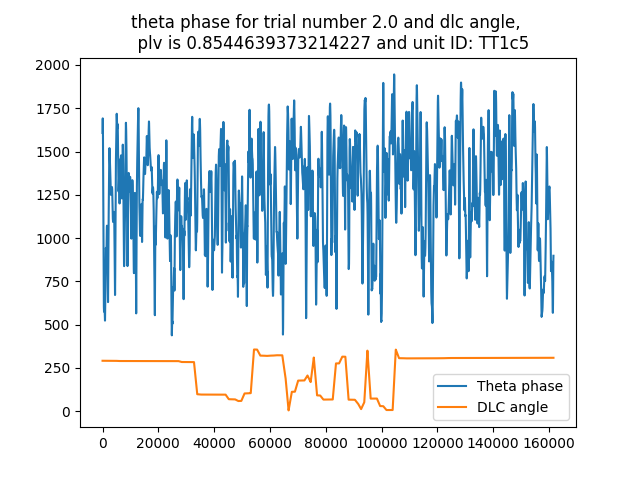 theta phase for trial number 2.0 and dlc angle,
plv is 0.8544639373214227 and unit ID: TT1c5
2000
1750
1500
1250
1000
750
500
250
0
Theta phase
DLC angle
0 20000 40000 60000 80000 100000 120000 140000 160000